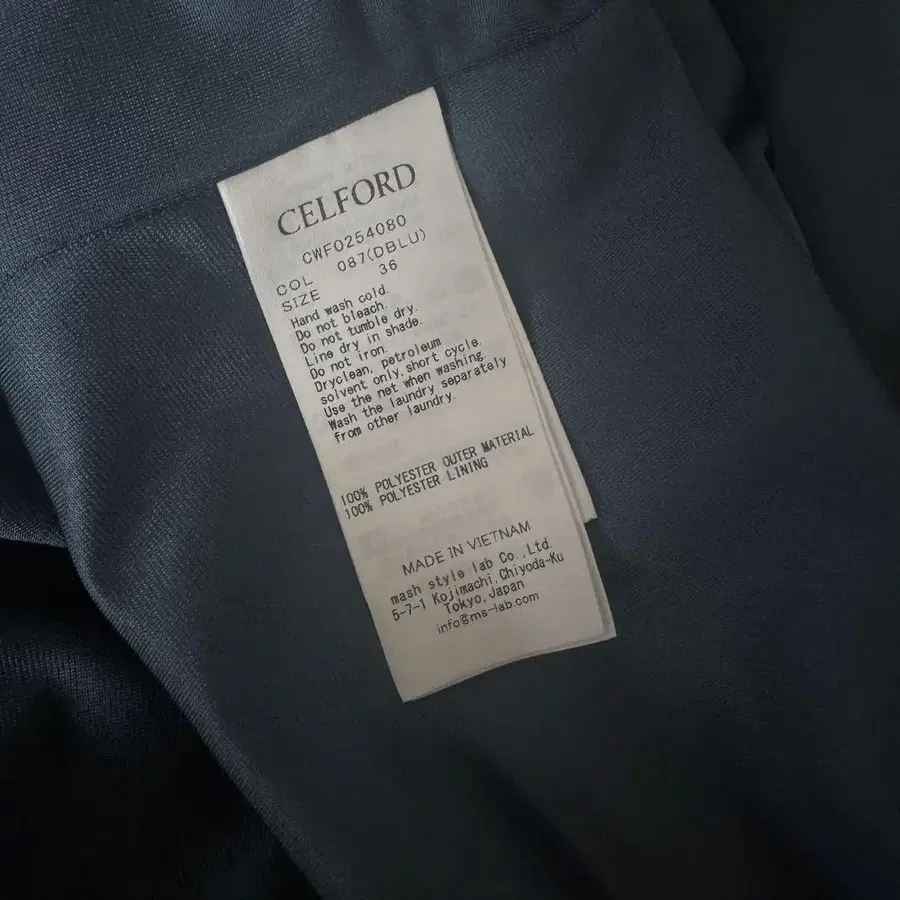 CELFORD
CWF0254080
COL 087(DBLU)
SIZE 36
Hand wash cold.
Do not bleach.
Do not tumble dry.
Line dry in shade.
Do not iron.
Dryclean, petroleum
solvent only,short cycle.
Use the net when washing.
Wash the laundry separately
from other laundry.
100% POLYESTER OUTER MATERIAL
100% POLYESTER LINING
MADE IN VIETNAM
mash style lab Co.,Ltd.
5-7-1 Kojimachi,Chiyoda-Ku
Tokyo,Japan
info@ms-lab.com